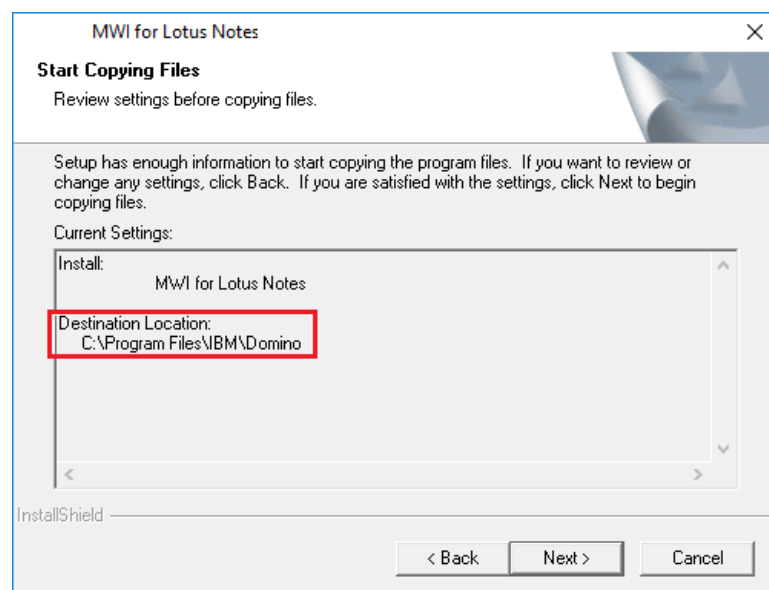 MWI for Lotus Notes
Start Copying Files
Review settings before copying files.
Setup has enough information to start copying the program files.  If you want to review or
change any settings, click Back.  If you are satisfied with the settings, click Next to begin
copying files.
Current Settings:
Install:
MWI for Lotus Notes
Destination Location:
C:\Program Files\IBM\Domino
InstallShield
< Back
Next >
Cancel